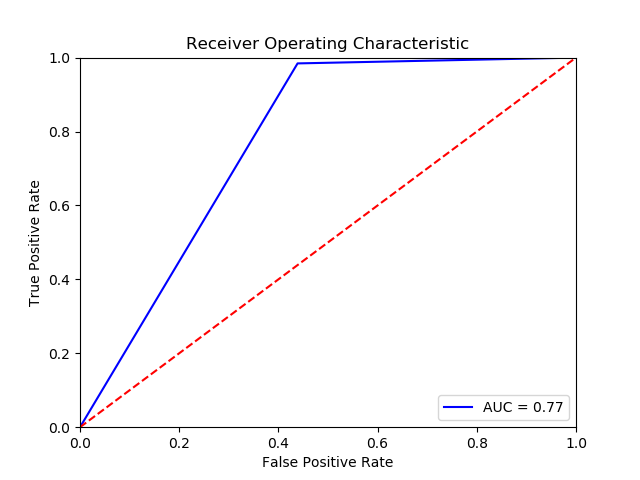 Receiver Operating Characteristic
1.0
0.8
0.6
0.4
0.2
0.0
True Positive Rate
AUC = 0.77
0.0 0.2 0.4 0.6 0.8 1.0
False Positive Rate